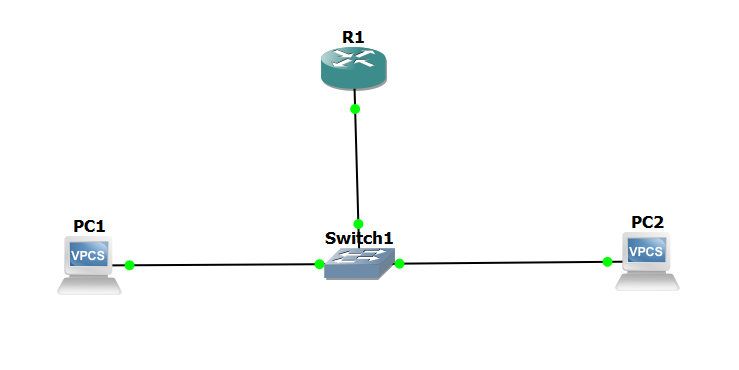 R1
PC1
VPCS
Switch1
PC2
VPCS